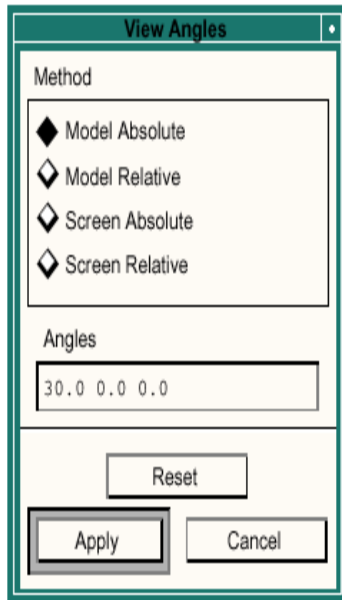 View Angles
Method
Model Absolute
Model Relative
Screen Absolute
Screen Relative
Angles
30.0 0.0 0.0
Reset
Apply Cancel